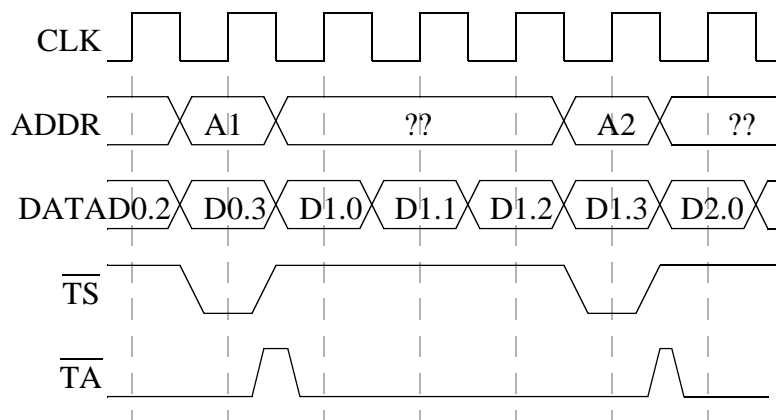 CLK
ADDR A1 ?? A2 ??
DATA D0.2 D0.3 D1.0 D1.1 D1.2 D1.3 D2.0
TS
TA